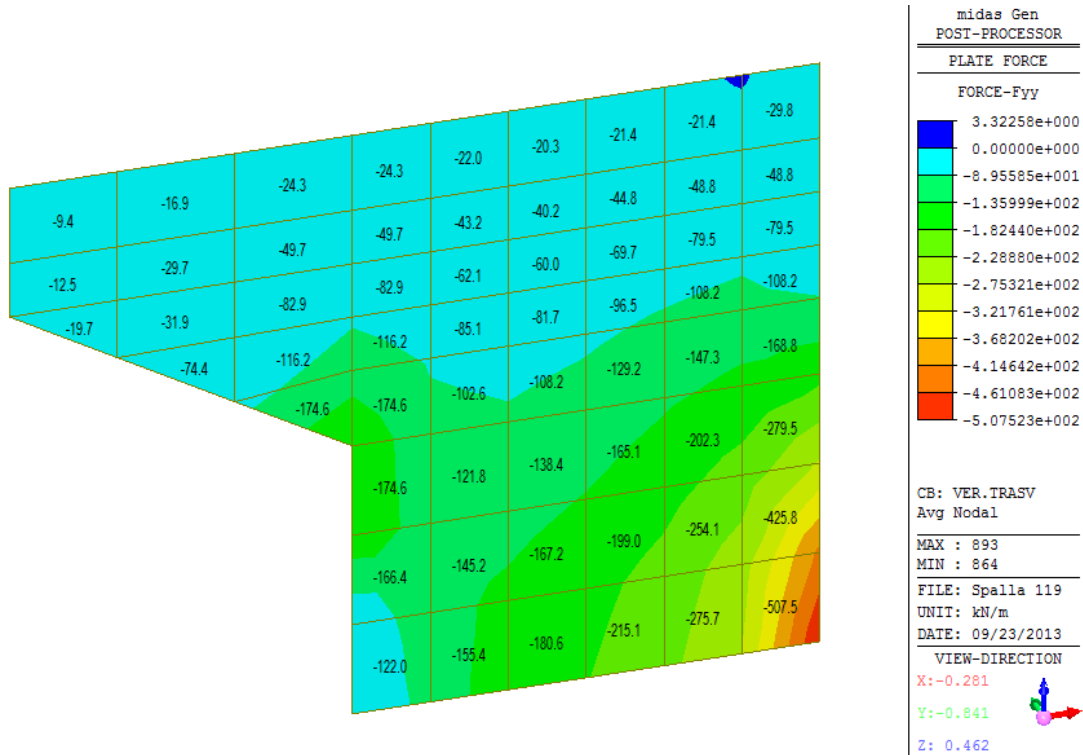 midas Gen
POST-PROCESSOR
PLATE FORCE
FORCE-Fyy
3.32258e+000
0.00000e+000
-8.95585e+001
-1.35999e+002
-1.82440e+002
-2.28880e+002
-2.75321e+002
-3.21761e+002
-3.68202e+002
-4.14642e+002
-4.61083e+002
-5.07523e+002
CB: VER.TRASV
Avg Nodal
MAX : 893
MIN : 864
FILE: Spalla 119
UNIT: kN/m
DATE: 09/23/2013
VIEW-DIRECTION
X:-0.281
Y:-0.841
Z: 0.462
-9.4 -16.9 -24.3 -24.3 -22.0 -20.3 -21.4 -21.4 -29.8
-12.5 -29.7 -49.7 -49.7 -43.2 -40.2 -44.8 -48.8 -48.8
-19.7 -31.9 -82.9 -82.9 -62.1 -60.0 -69.7 -79.5 -79.5
-74.4 -116.2 -116.2 -85.1 -81.7 -96.5 -108.2 -108.2
-174.6 -174.6 -102.6 -108.2 -129.2 -147.3 -168.8
-174.6 -121.8 -138.4 -165.1 -202.3 -279.5
-166.4 -145.2 -167.2 -199.0 -254.1 -425.8
-122.0 -155.4 -180.6 -215.1 -275.7 -507.5